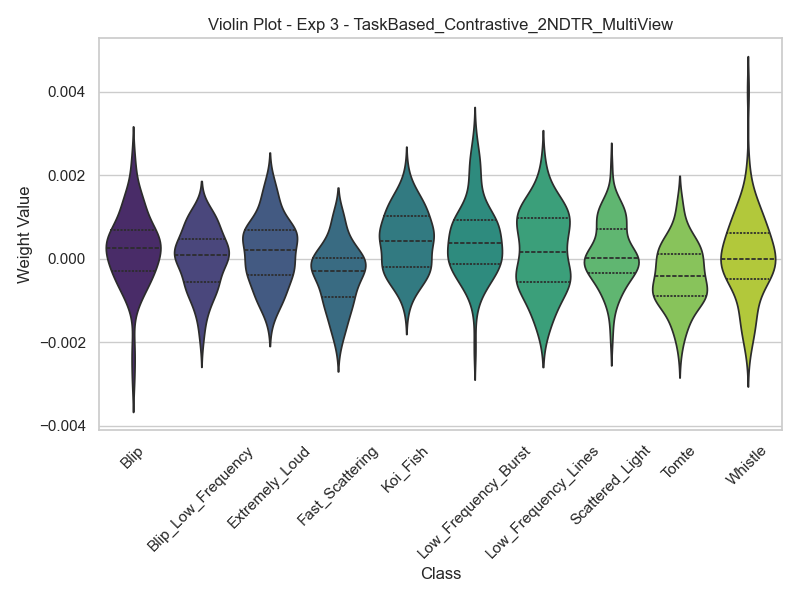 Violin Plot - Exp 3 - TaskBased_Contrastive_2NDTR_MultiView
Weight Value
0.004
0.002
0.000
−0.002
−0.004
Blip
Blip_Low_Frequency
Extremely_Loud
Fast_Scattering
Koi_Fish
Low_Frequency_Burst
Low_Frequency_Lines
Scattered_Light
Tomte
Whistle
Class